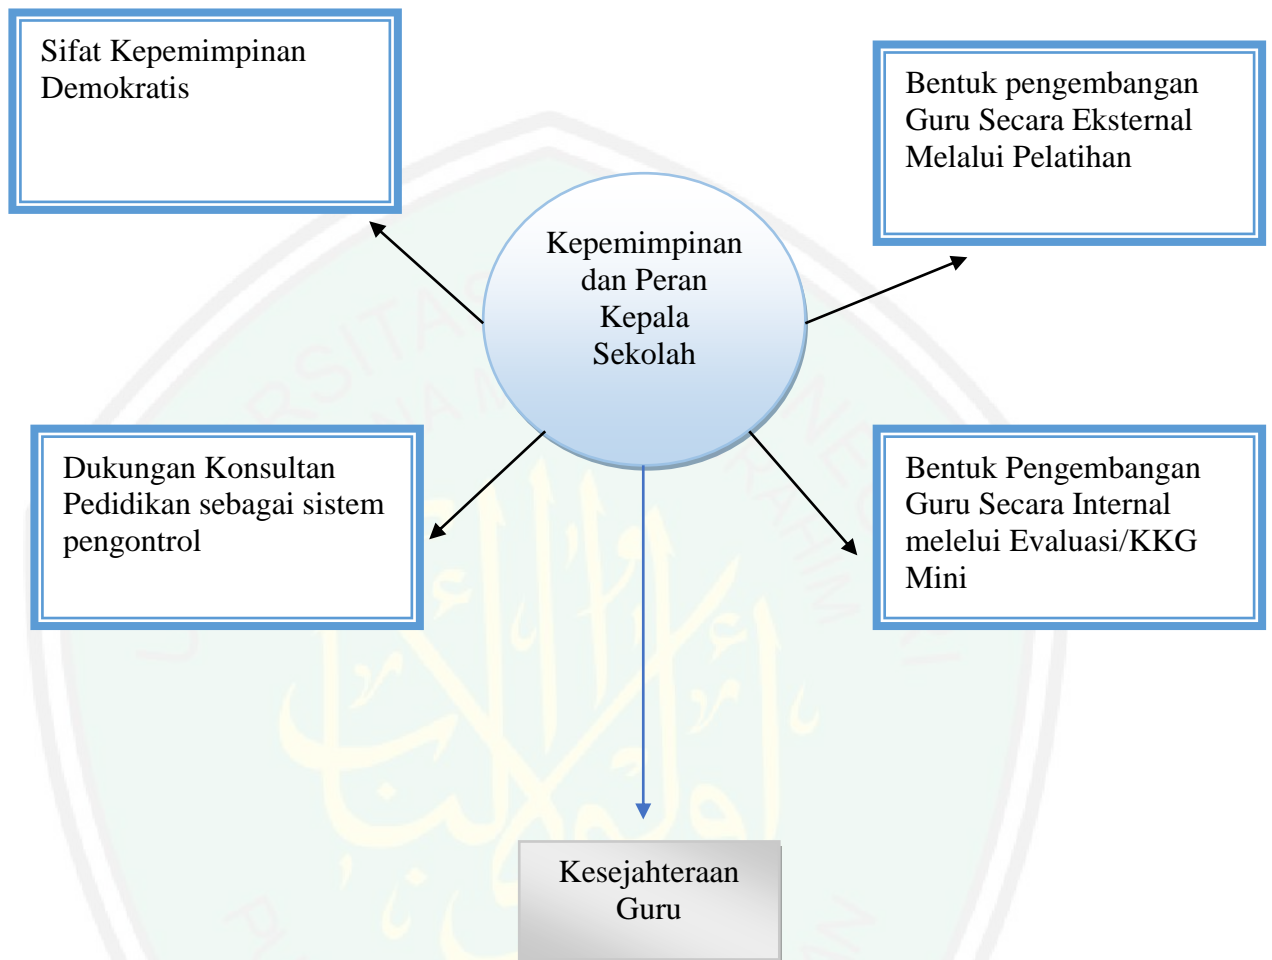 Sifat Kepemimpinan
Demokratis
Bentuk pengembangan
Guru Secara Eksternal
Melalui Pelatihan
Kepemimpinan
dan Peran
Kepala
Sekolah
Dukungan Konsultan
Pedidikan sebagai sistem
pengontrol
Bentuk Pengembangan
Guru Secara Internal
melelui Evaluasi/KKG
Mini
Kesejahteraan
Guru